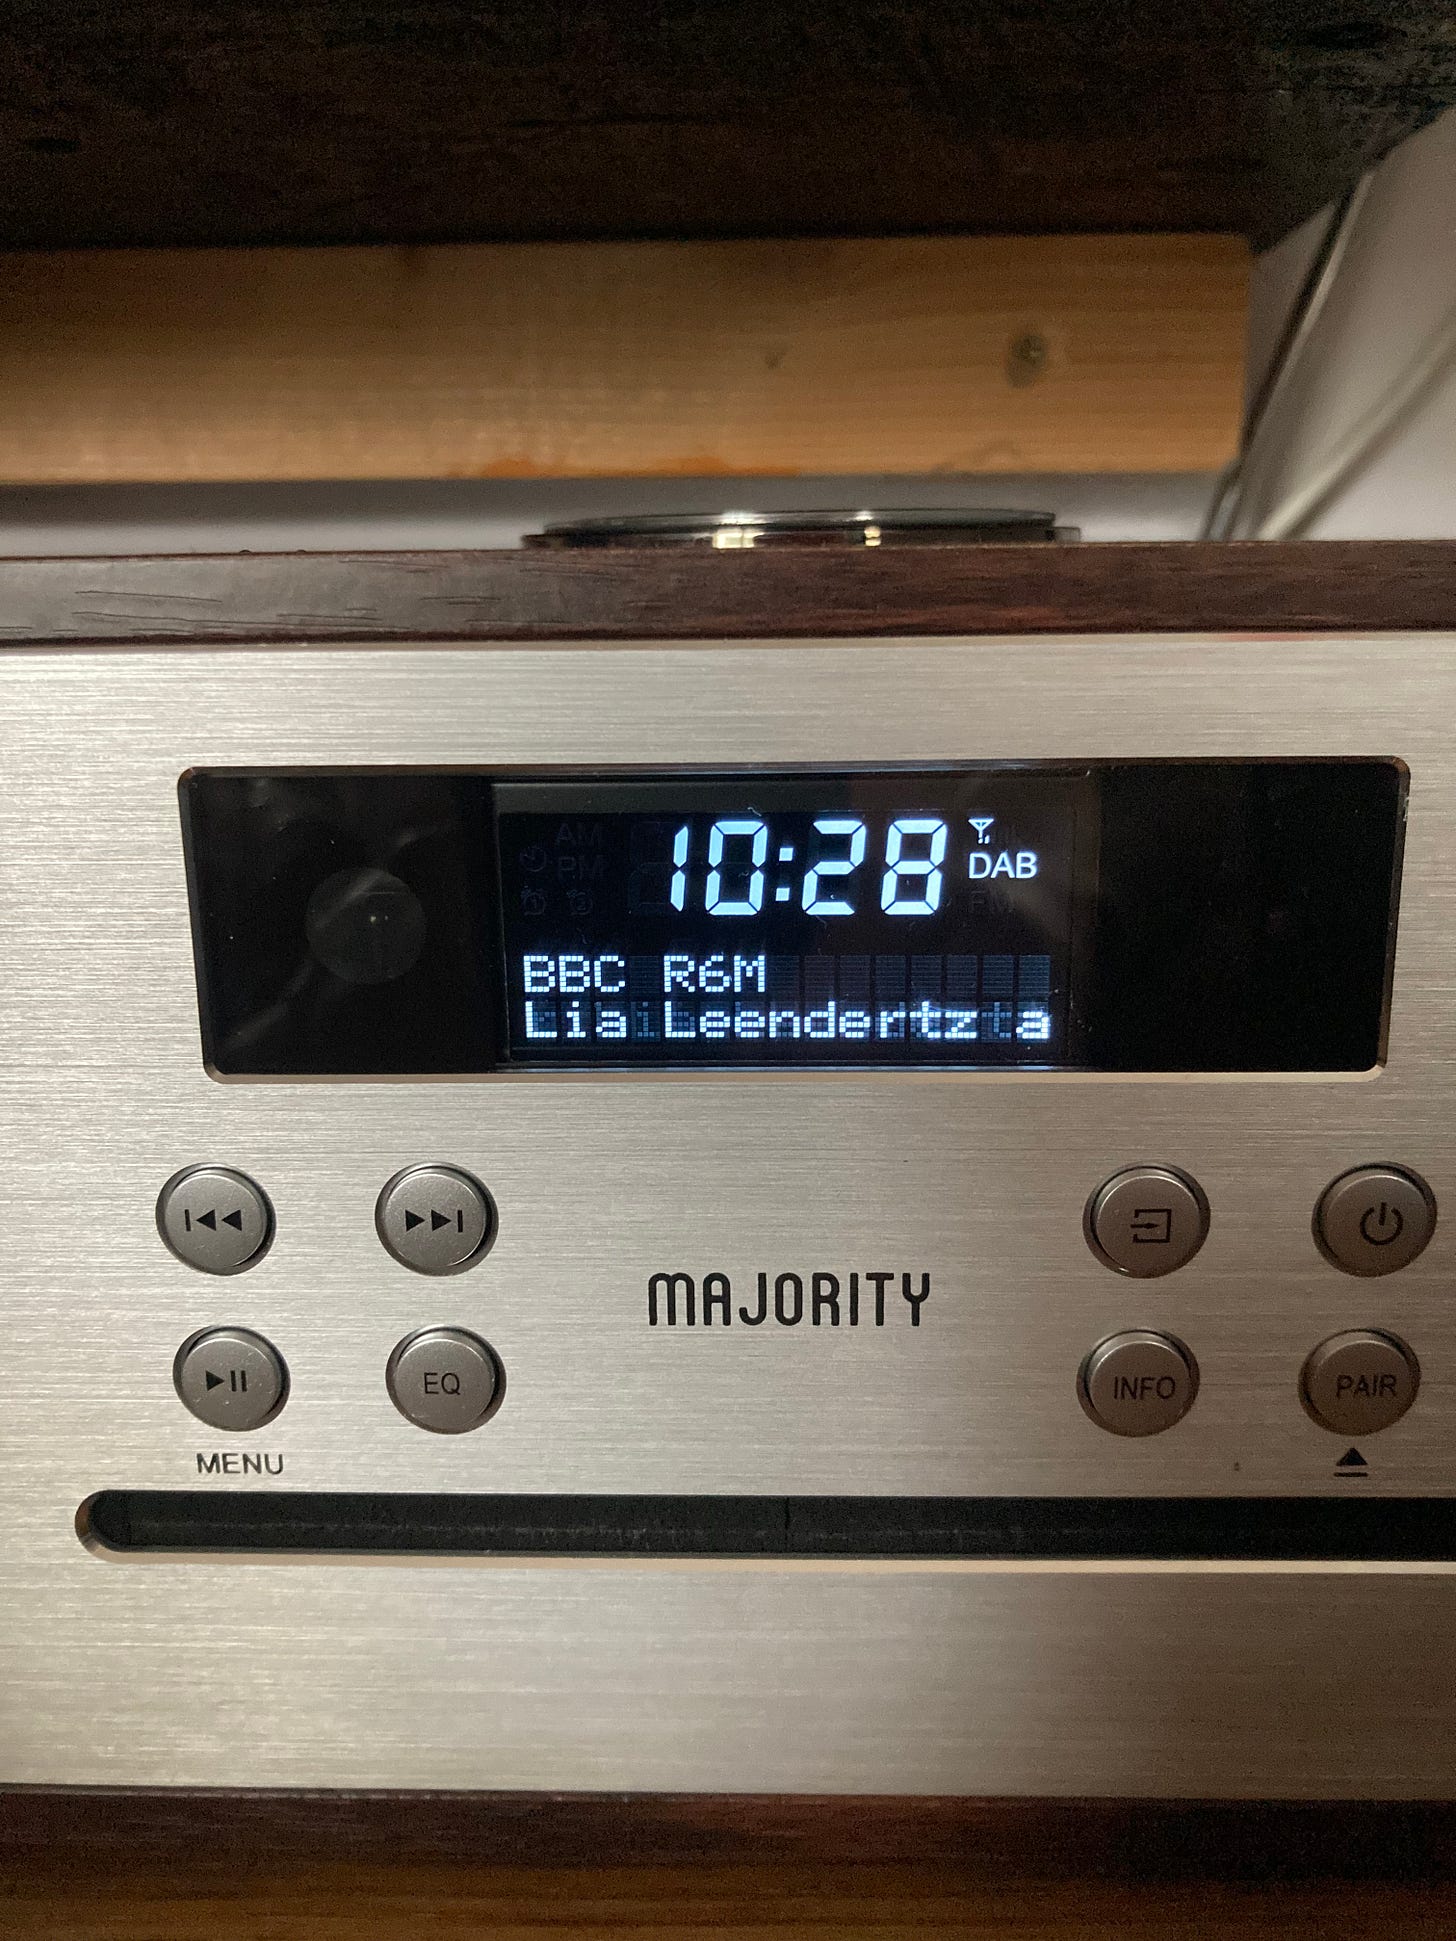 10:28
DAB
BBC R6M
Lia Leendertz a
MAJORITY
EQ
INFO
PAIR
MENU